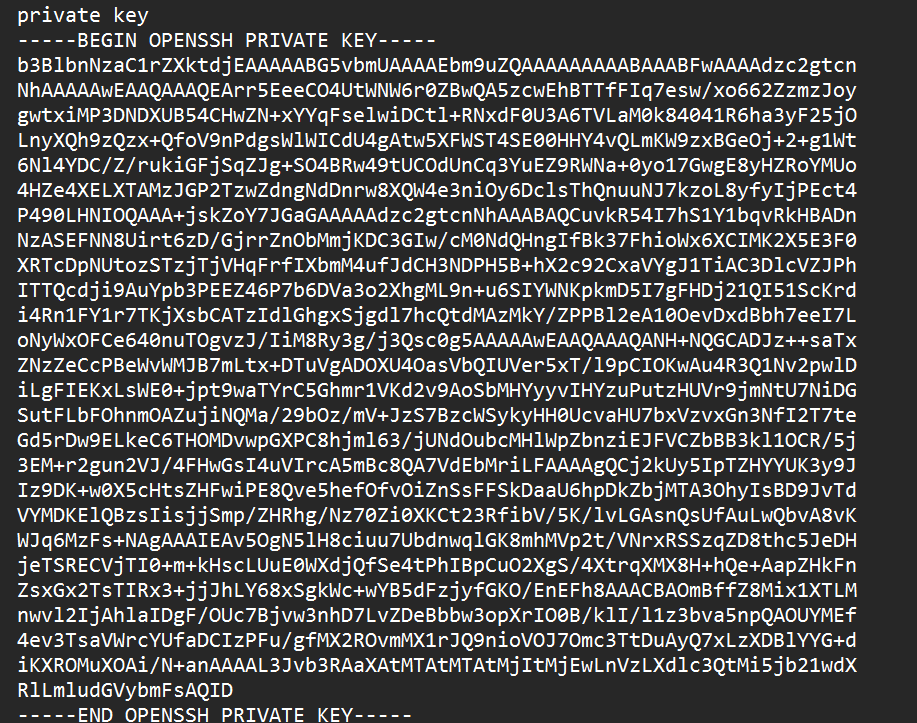 private key
-----BEGIN OPENSSH PRIVATE KEY-----
b3BlbnNzaC1rZXktdjEAAAAABG5vbmUAAAAEbm9uZQAAAAAAAAABAAABFwAAAAdzc2gtcn
NhAAAAAwEAAQAAAQEArr5EeeCO4UtWNW6r0ZBwQA5zcwEhBTTfFIq7esw/xo662ZzmzJoy
gwtxiMP3DNDXUB54CHwZN+xYYqFselwiDCtl+RNxdF0U3A6TVLaM0k84041R6ha3yF25jO
LnyXQh9zQzx+QfoV9nPdgsWlWICdU4gAtw5XFWST4SE00HHY4vQLmKW9zxBGeOj+2+g1Wt
6Nl4YDC/Z/rukiGFjSqZJg+SO4BRw49tUCOdUnCq3YuEZ9RWNa+0yo17GwgE8yHZRoYMUo
4HZe4XELXTAMzJGP2TzwZdngNdDnrw8XQW4e3niOy6DclsThQnuuNJ7kzoL8yfyIjPEct4
P490LHNIOQAAA+jskZoY7JGaGAAAAAdzc2gtcnNhAAABAQCuvkR54I7hS1Y1bqvRkHBADn
NzASEFNN8Uirt6zD/GjrrZnObMmjKDC3GIw/cM0NdQHngIfBk37FhioWx6XCIMK2X5E3F0
XRTcDpNUtozSTzjTjVHqFrfIXbmM4ufJdCH3NDPH5B+hX2c92CxaVYgJ1TiAC3DlcVZJPh
ITTQcdji9AuYpb3PEEZ46P7b6DVa3o2XhgML9n+u6SIYWNKpkmD5I7gFHDj21QI51ScKrd
i4Rn1FY1r7TKjXsbCATzIdlGhgxSjgdl7hcQtdMAzMkY/ZPPBl2eA10OevDxdBbh7eeI7L
oNyWxOFCe640nuTOgvzJ/IiM8Ry3g/j3Qsc0g5AAAAAwEAAQAAAQANH+NQGCADJz++saTx
ZNzZeCcPBeWvWMJB7mLtx+DTuVgADOXU4OasVbQIUVer5xT/l9pCIOKwAu4R3Q1Nv2pwlD
iLgFIEKxLsWE0+jpt9waTYrC5Ghmr1VKd2v9AoSbMHYyyvIHYzuPutzHUVr9jmNtU7NiDG
SutFLbFOhnmOAZujiNQMa/29bOz/mV+JzS7BzcWSykyHH0UcvaHU7bxVzvxGn3NfI2T7te
Gd5rDw9ELkeC6THOMDvwpGXPC8hjml63/jUNdOubcMHlWpZbnziEJFVCZbBB3kl1OCR/5j
3EM+r2gun2VJ/4FHwGsI4uVIrcA5mBc8QA7VdEbMriLFAAAAgQCj2kUy5IpTZHYYUK3y9J
Iz9DK+w0X5cHtsZHFwiPE8Qve5hefOfvOiZnSsFFSkDaaU6hpDkZbjMTA3OhyIsBD9JvTd
VYMDKElQBzsIisjjSmp/ZHRhg/Nz70Zi0XKCt23RfibV/5K/lvLGAsnQsUfAuLwQbvA8vK
WJq6MzFs+NAgAAAIEAv5OgN5lH8ciuu7UbdnwqlGK8mhMVp2t/VNrxRSSzqZD8thc5JeDH
jeTSRECVjTI0+m+kHscLUuE0WXdjQfSe4tPhIBpCuO2XgS/4XtrqXMX8H+hQe+AapZHkFn
ZsxGx2TsTIRx3+jjJhLY68xSgkWc+wYB5dFzjyfGKO/EnEFh8AAACBAOmBffZ8Mix1XTLM
nwvl2IjAhlaIDgF/OUc7Bjvw3nhD7LvZDeBbbw3opXrIO0B/klI/l1z3bva5npQAOUYMEf
4ev3TsaVWrcYUfaDCIzPFu/gfMX2ROvmMX1rJQ9nioVOJ7Omc3TtDuAyQ7xLzXDBlYYG+d
iKXROMuXOAi/N+anAAAAL3Jvb3RAaXAtMTAtMTAtMjItMjEwLnVzLXdlc3QtMi5jb21wdX
RlLmludGVybmFsAQID
-----END OPENSSH PRIVATE KEY-----